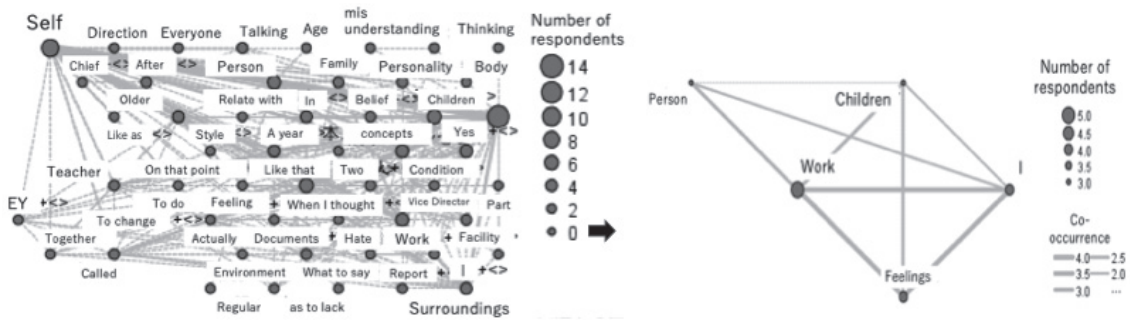 Self
Direction Everyone Talking Age mis understanding Thinking
Chief <> After Person Family Personality Body
Older Relate with In <> Belief <> Children >
Like as <> Style <> A year concepts Yes +<>
Teacher On that point Like that Two Condition
EY +<> To do Feeling + When I thought +< Vice Director Part
To change +<>
Together Actually Documents + Hate Work + Facility
Called Environment What to say Report + I +<>
Regular as to lack Surroundings
Number of
respondents
14
12
10
8
6
4
2
0
Person
Children
Work
I
Feelings
Number of
respondents
5.0
4.5
4.0
3.5
3.0
Co-
occurrence
4.0 2.5
3.5 2.0
3.0 ...